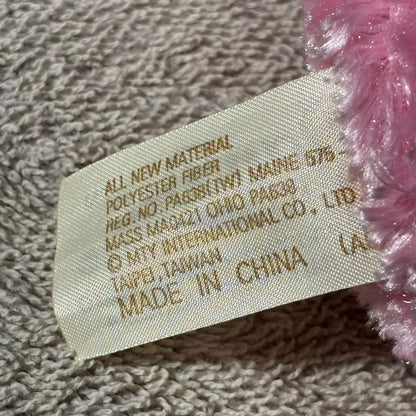 ALL NEW MATERIAL
POLYESTER FIBER
REG. NO. PA638(TW) MAINE 575-
MASS.MA0421 OHIO PA638
© MTY INTERNATIONAL CO., LTD
TAIPEI, TAIWAN
MADE IN CHINA (A